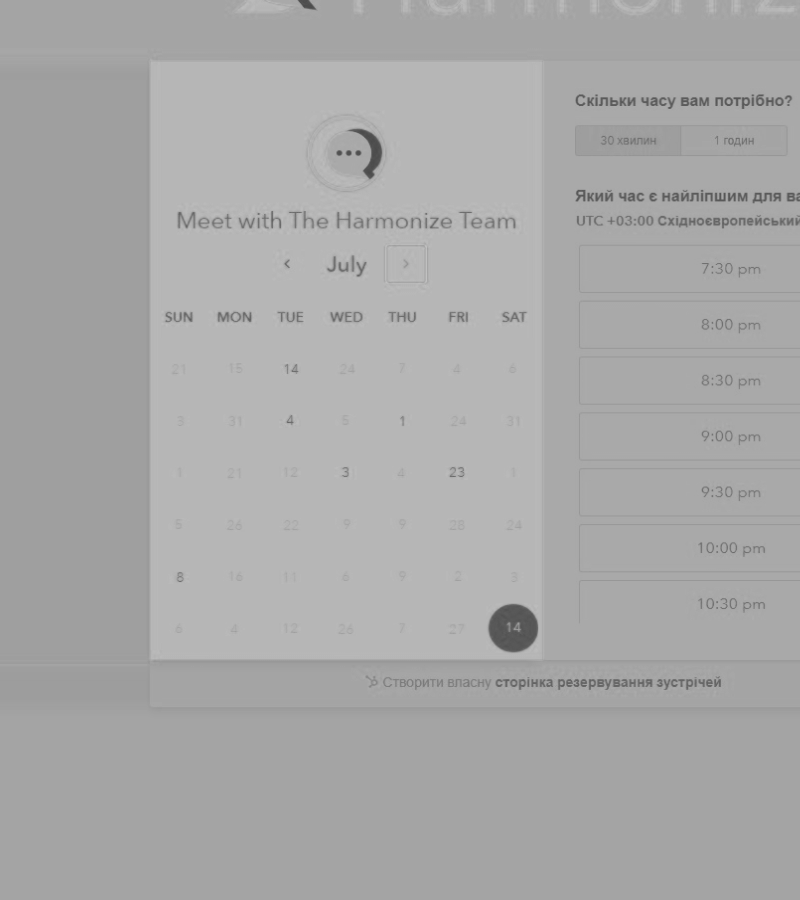 Harmoniz
Meet with The Harmonize Team
July
SUN MON TUE WED THU FRI SAT
21 15 14 24 7 4 6
3 31 4 5 1 24 31
1 21 12 3 4 23 1
5 26 22 9 9 28 24
8 16 11 6 9 2 3
6 4 12 26 7 27 14
Скільки часу вам потрібно?
30 хвилин 1 годин
Який час є найліпшим для ва
UTC +03:00 Східноєвропейський
7:30 pm
8:00 pm
8:30 pm
9:00 pm
9:30 pm
10:00 pm
10:30 pm
Створити власну сторінка резервування зустрічей